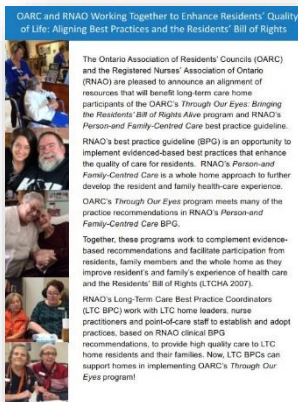 OARC and RNAO Working Together to Enhance Residents' Quality
of Life: Aligning Best Practices and the Residents' Bill of Rights
The Ontario Association of Residents' Councils (OARC)
and the Registered Nurses' Association of Ontario
(RNAO) are pleased to announce an alignment of
resources that will benefit long-term care home
participants of the OARC's Through Our Eyes: Bringing
the Residents' Bill of Rights Alive program and RNAO's
Person-and Family-Centred Care best practice guideline.
RNAO's best practice guideline (BPG) is an opportunity to
implement evidenced-based best practices that enhance
the quality of care for residents. RNAO's Person-and
Family-Centred Care is a whole home approach to further
develop the resident and family health-care experience.
OARC's Through Our Eyes program meets many of the
practice recommendations in RNAO's Person-and
Family-Centred Care BPG.
Together, these programs work to complement evidence-
based recommendations and facilitate participation from
residents, family members and the whole home as they
improve resident's and family's experience of health care
and the Residents' Bill of Rights (LTCHA 2007).
RNAO's Long-Term Care Best Practice Coordinators
(LTC BPC) work with LTC home leaders, nurse
practitioners and point-of-care staff to establish and adopt
practices, based on RNAO clinical BPG
recommendations, to provide high quality care to LTC
home residents and their families. Now, LTC BPCs can
support homes in implementing OARC's Through Our
Eyes program!